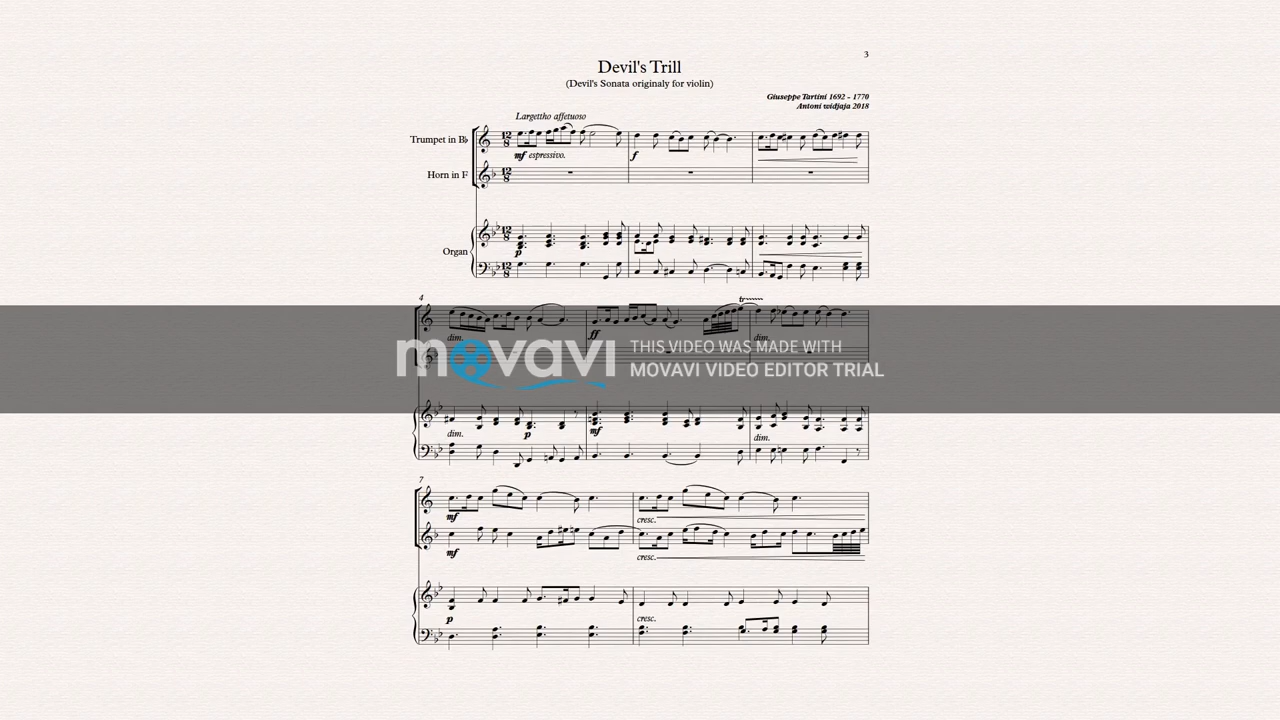 3
Devil's Trill
(Devil's Sonata originaly for violin)
Giuseppe Tartini 1692 - 1770
Antoni widjaja 2018
Largettho affetuoso
Trumpet in B♭
mf espressivo.
f
Horn in F
Organ
p
4
tr
dim.
ff
dim.
movavi
THIS VIDEO WAS MADE WITH
MOVAVI VIDEO EDITOR TRIAL
dim.
p
mf
dim.
7
mf
cresc.
mf
cresc.
p
cresc.